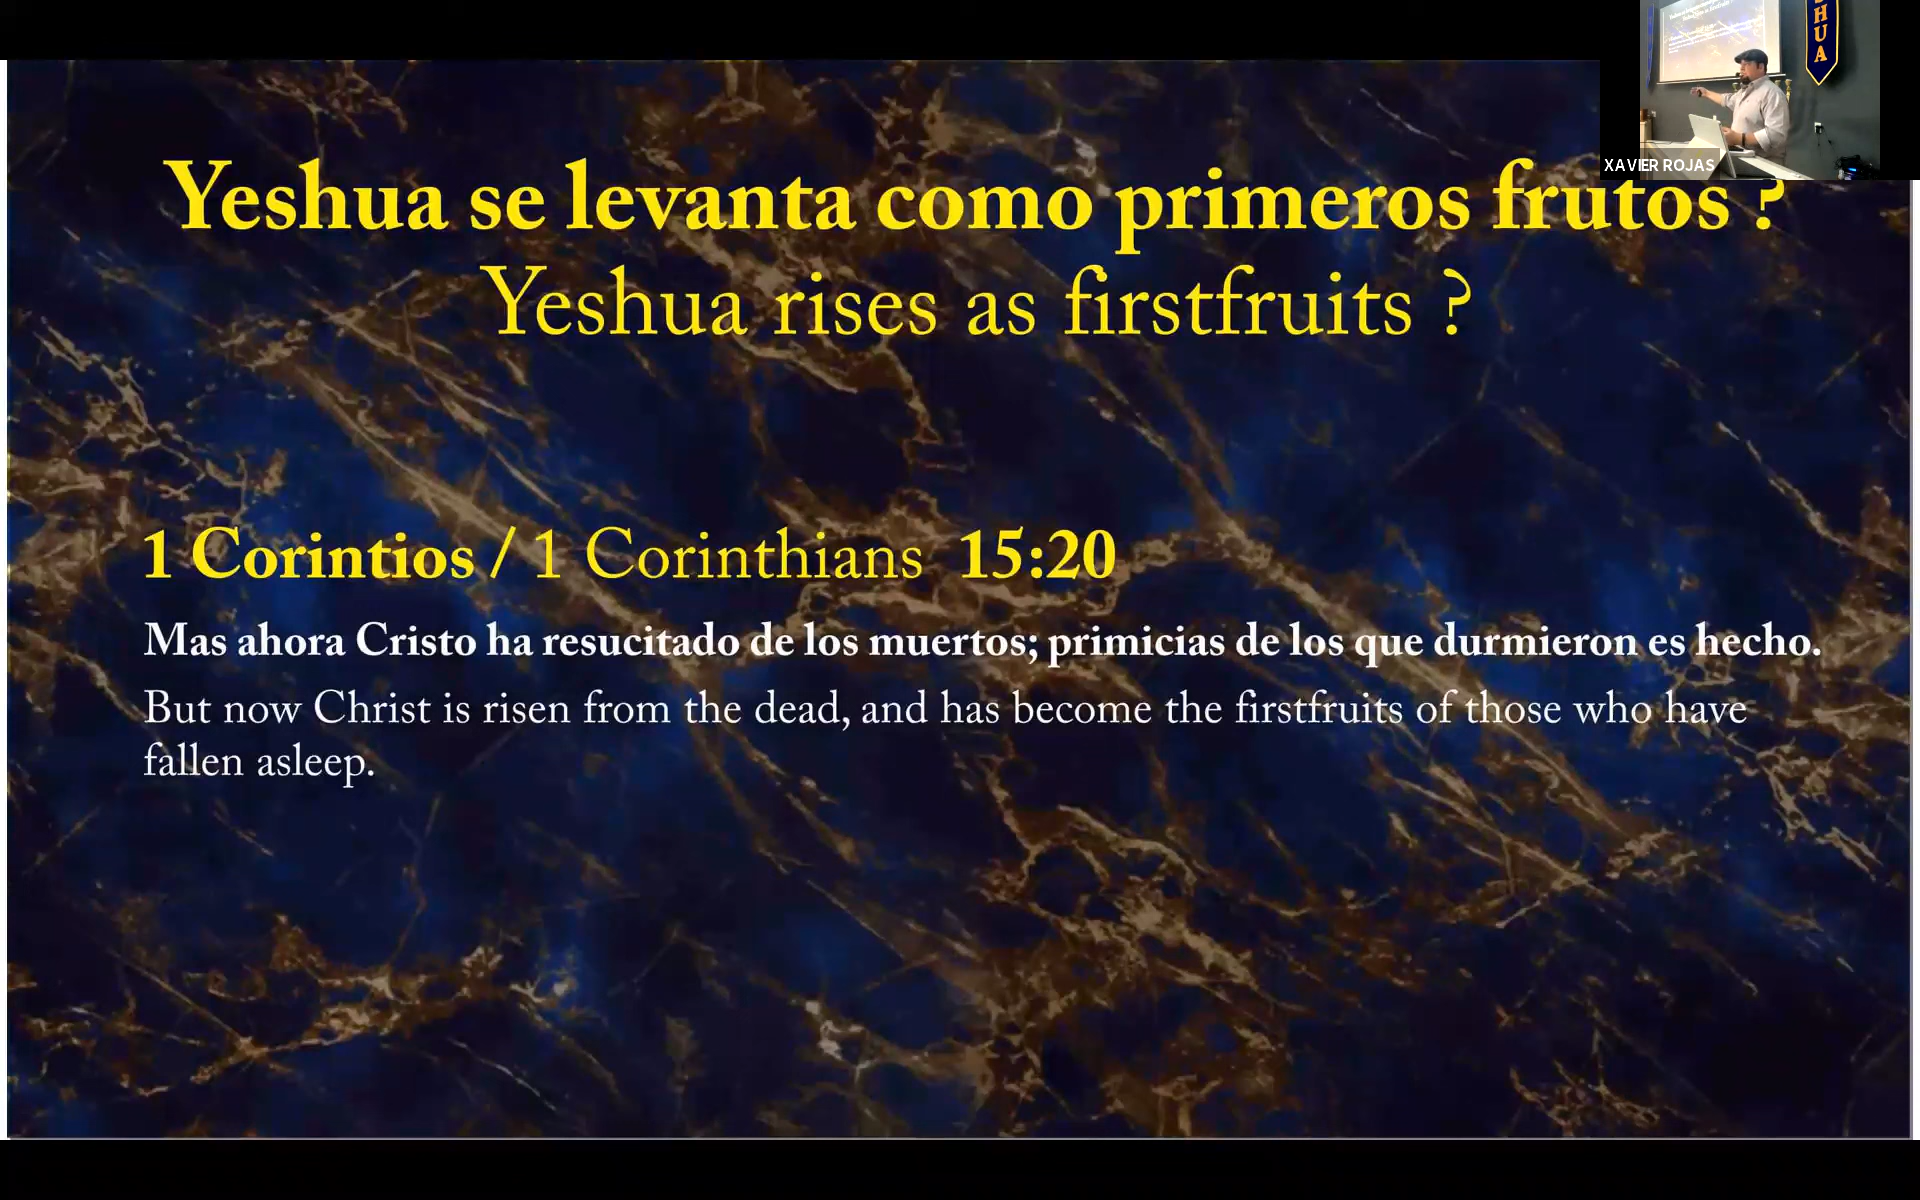 Yeshua se levanta como primeros frutos ?
Yeshua rises as firstfruits ?
1 Corintios / 1 Corinthians 15:20
Mas ahora Cristo ha resucitado de los muertos; primicias de los que durmieron es hecho.
But now Christ is risen from the dead, and has become the firstfruits of those who have
fallen asleep.
XAVIER ROJAS
HUA